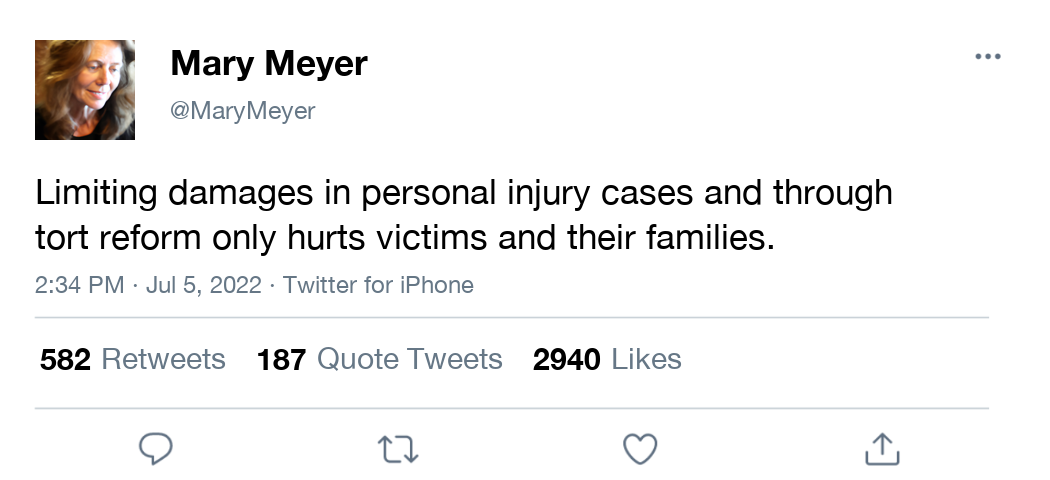 Mary Meyer
@MaryMeyer
Limiting damages in personal injury cases and through
tort reform only hurts victims and their families.
2:34 PM · Jul 5, 2022 · Twitter for iPhone
582 Retweets 187 Quote Tweets 2940 Likes